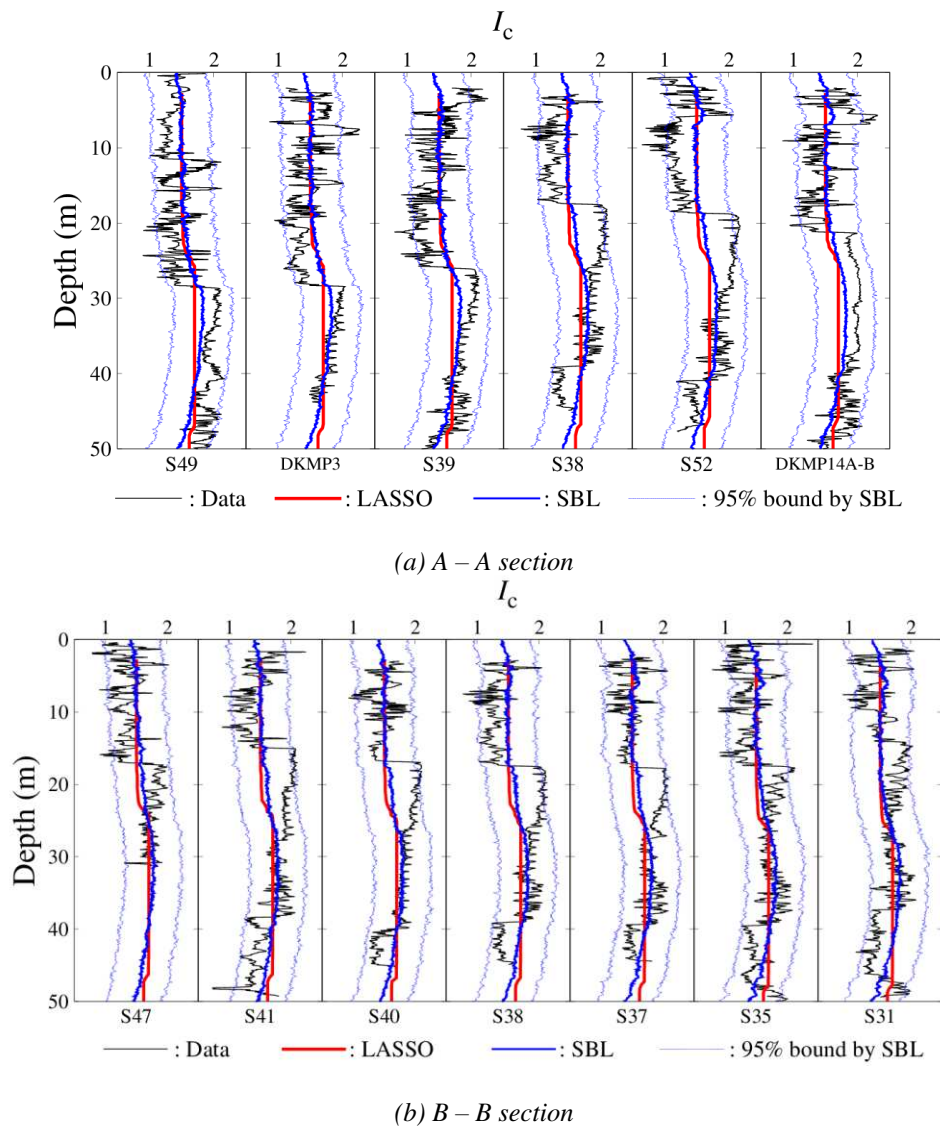 I_c
1 2 1 2 1 2 1 2 1 2 1 2
0
10
20
30
40
50
Depth (m)
S49 DKMP3 S39 S38 S52 DKMP14A-B
: Data : LASSO : SBL : 95% bound by SBL
(a) A – A section
I_c
1 2 1 2 1 2 1 2 1 2 1 2 1 2
0
10
20
30
40
50
Depth (m)
S47 S41 S40 S38 S37 S35 S31
: Data : LASSO : SBL : 95% bound by SBL
(b) B – B section